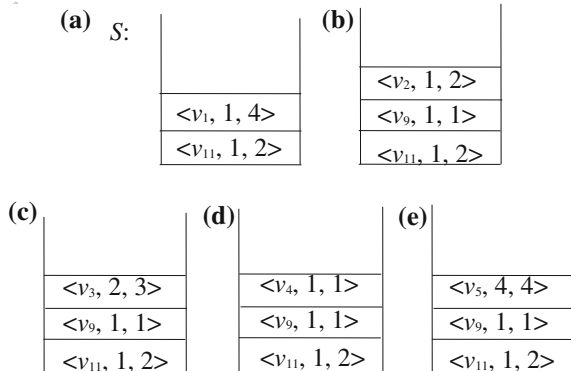 (a) S:
<v₁, 1, 4>
<v₁₁, 1, 2>
(b)
<v₂, 1, 2>
<v₉, 1, 1>
<v₁₁, 1, 2>
(c)
<v₃, 2, 3>
<v₉, 1, 1>
<v₁₁, 1, 2>
(d)
<v₄, 1, 1>
<v₉, 1, 1>
<v₁₁, 1, 2>
(e)
<v₅, 4, 4>
<v₉, 1, 1>
<v₁₁, 1, 2>